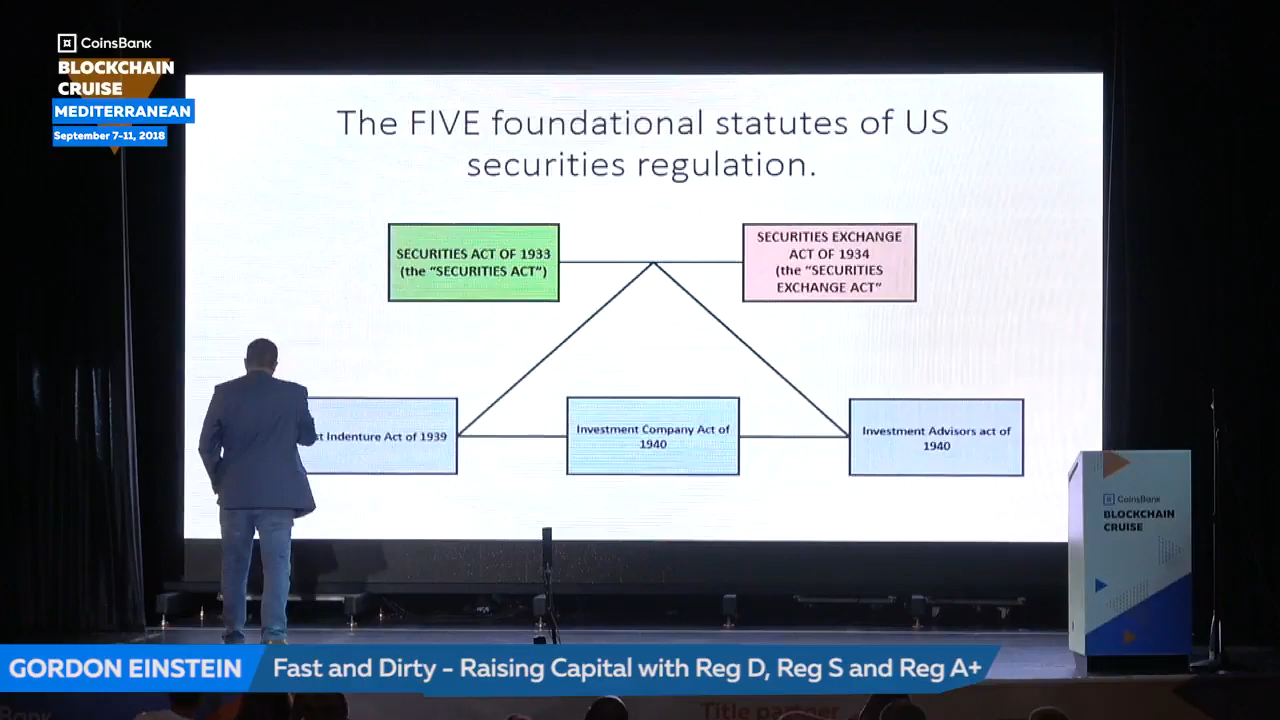 CoinsBank
BLOCKCHAIN
CRUISE
MEDITERRANEAN
September 7-11, 2018
The FIVE foundational statutes of US
securities regulation.
SECURITIES ACT OF 1933
(the “SECURITIES ACT”)
SECURITIES EXCHANGE
ACT OF 1934
(the “SECURITIES
EXCHANGE ACT”
Indenture Act of 1939
Investment Company Act of
1940
Investment Advisors act of
1940
CoinsBank
BLOCKCHAIN
CRUISE
GORDON EINSTEIN
Fast and Dirty - Raising Capital with Reg D, Reg S and Reg A+
Title partner